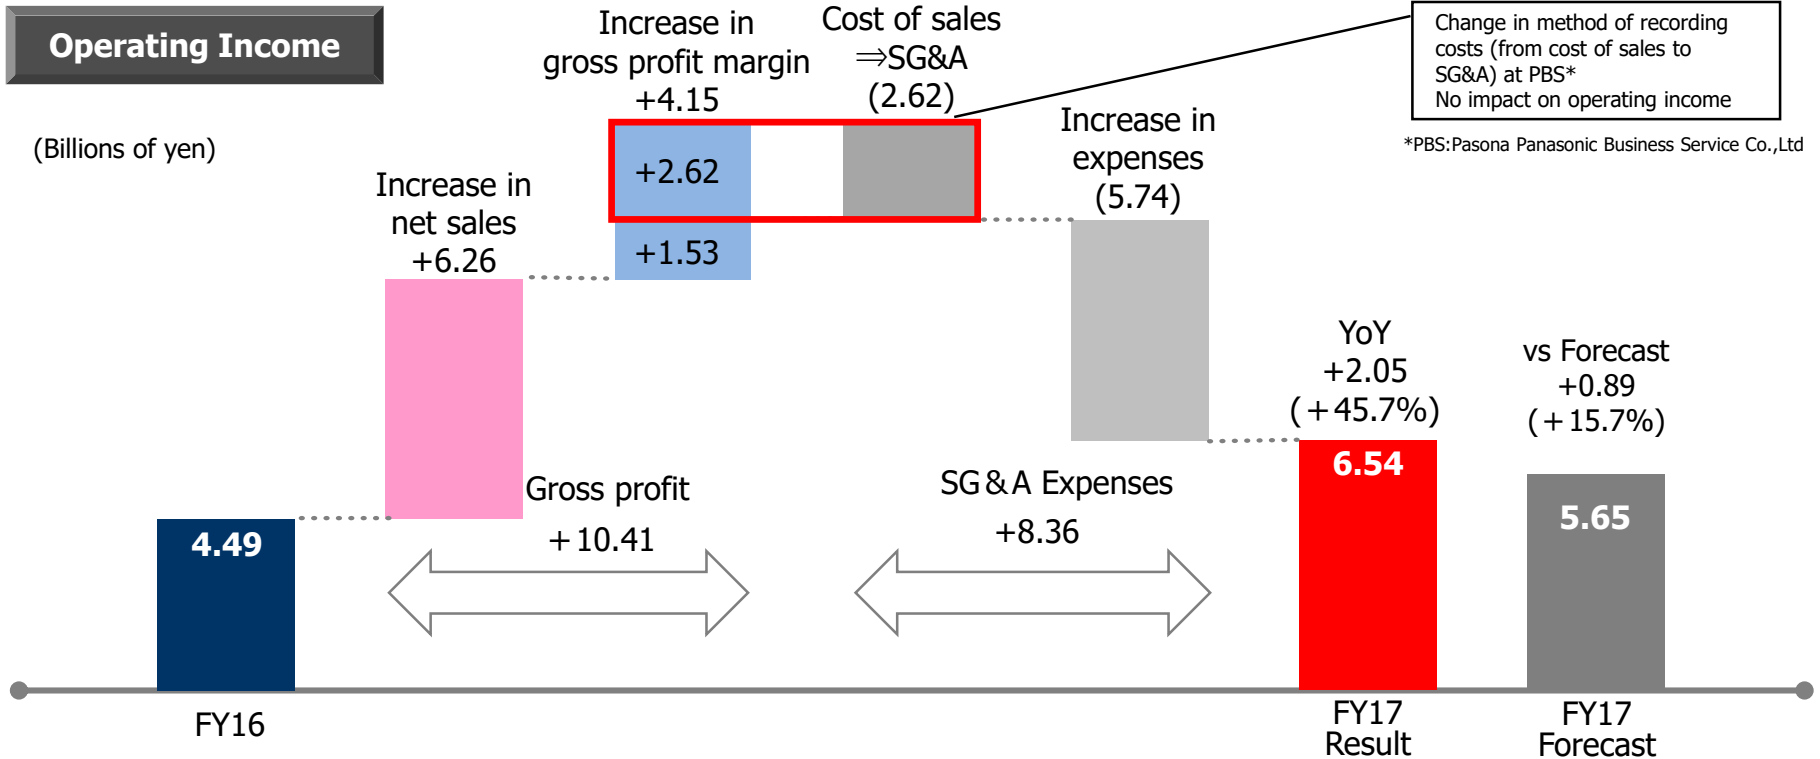 Operating Income
(Billions of yen)
Increase in
net sales
+6.26
Increase in
gross profit margin
+4.15
+2.62
+1.53
Cost of sales
⇒SG&A
(2.62)
Increase in
expenses
(5.74)
Change in method of recording
costs (from cost of sales to
SG&A) at PBS*
No impact on operating income
*PBS:Pasona Panasonic Business Service Co.,Ltd
YoY
+2.05
(＋45.7%)
vs Forecast
+0.89
(＋15.7%)
Gross profit
＋10.41
SG＆A Expenses
+8.36
4.49
6.54
5.65
FY16
FY17
Result
FY17
Forecast